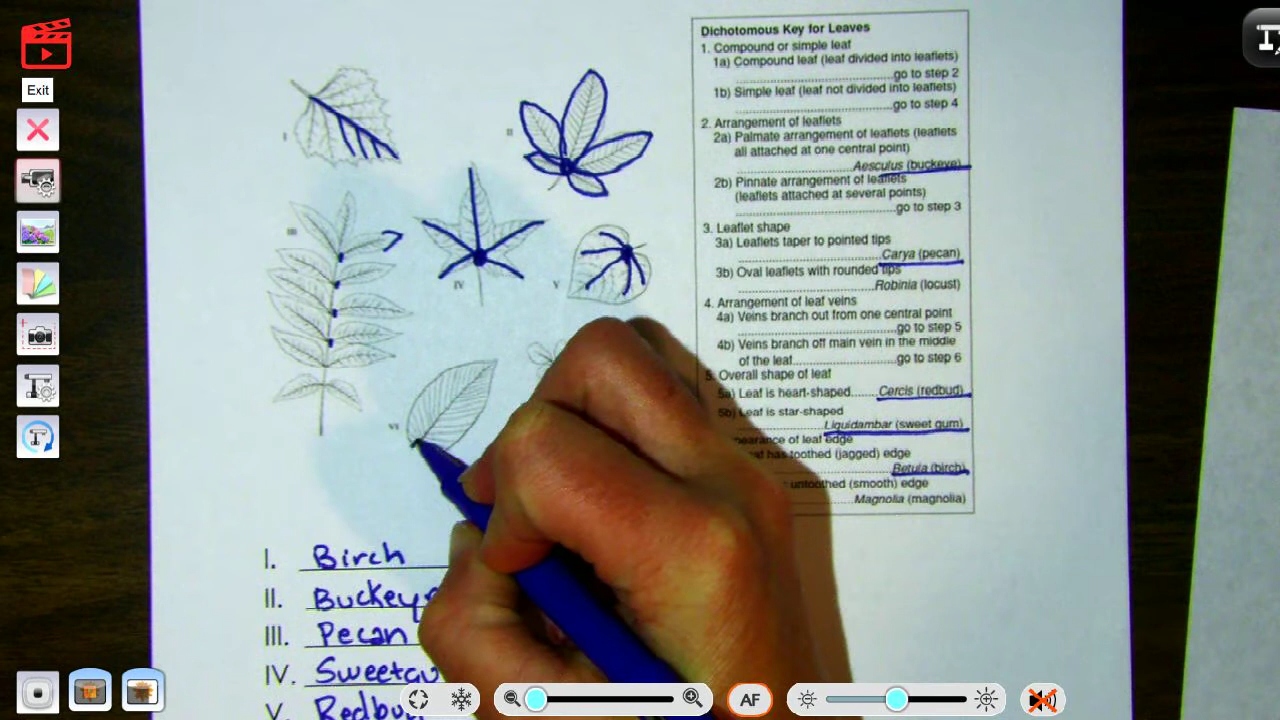 Exit
Dichotomous Key for Leaves
1. Compound or simple leaf
1a) Compound leaf (leaf divided into leaflets)
go to step 2
1b) Simple leaf (leaf not divided into leaflets)
go to step 4
2. Arrangement of leaflets
2a) Palmate arrangement of leaflets (leaflets
all attached at one central point)
Aesculus (buckeye)
2b) Pinnate arrangement of leaflets
(leaflets attached at several points)
go to step 3
3. Leaflet shape
3a) Leaflets taper to pointed tips
Carya (pecan)
3b) Oval leaflets with rounded tips
Robinia (locust)
4. Arrangement of leaf veins
4a) Veins branch out from one central point
go to step 5
4b) Veins branch off main vein in the middle
of the leaf go to step 6
5. Overall shape of leaf
5a) Leaf is heart-shaped Cercis (redbud)
5b) Leaf is star-shaped
Liquidambar (sweet gum)
of leaf edge
has toothed (jagged) edge
Betula (birch)
untoothed (smooth) edge
Magnolia (magnolia)
I
II
III
IV
V
VI
I. Birch
II. Buckeye
III. Pecan
IV. Sweetgu
V. Redbu
AF